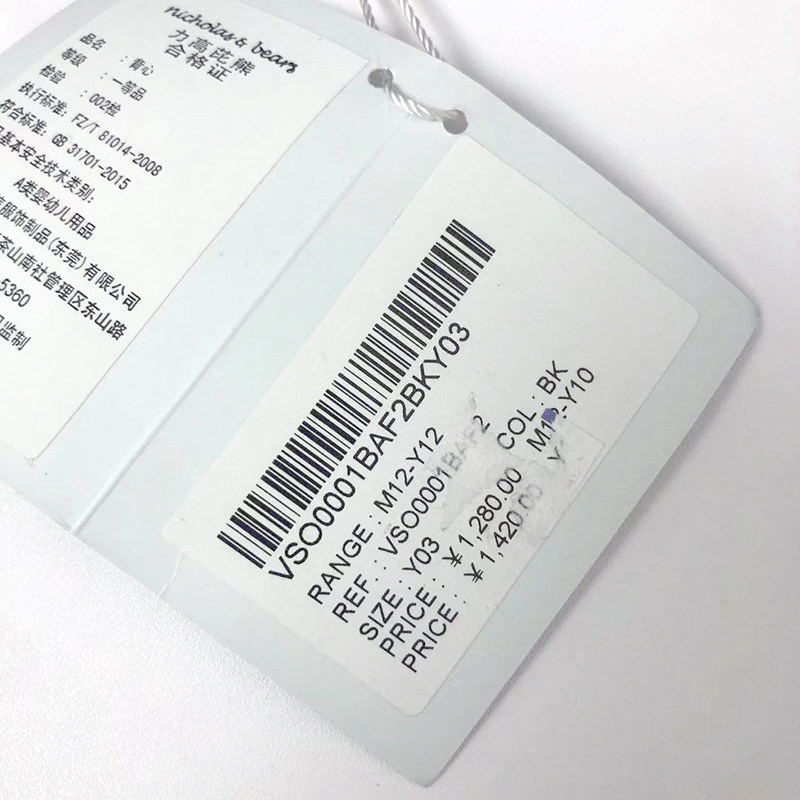 nicholas & bears
力高芘熊
合格证
品名 : 背心
等级 : 一等品
检验 : 002检
执行标准: FZ/T 81014-2008
符合标准: GB 31701-2015
基本安全技术类别:
A类婴幼儿用品
服饰制品(东莞)有限公司
茶山南社管理区东山路
5360
监制
VSO0001BAF2BKY03
RANGE : M12-Y12
REF : VSO0001BAF2 COL : BK
SIZE : Y03
PRICE : ¥ 1,280.00 M12-Y10
PRICE : ¥ 1,420.00